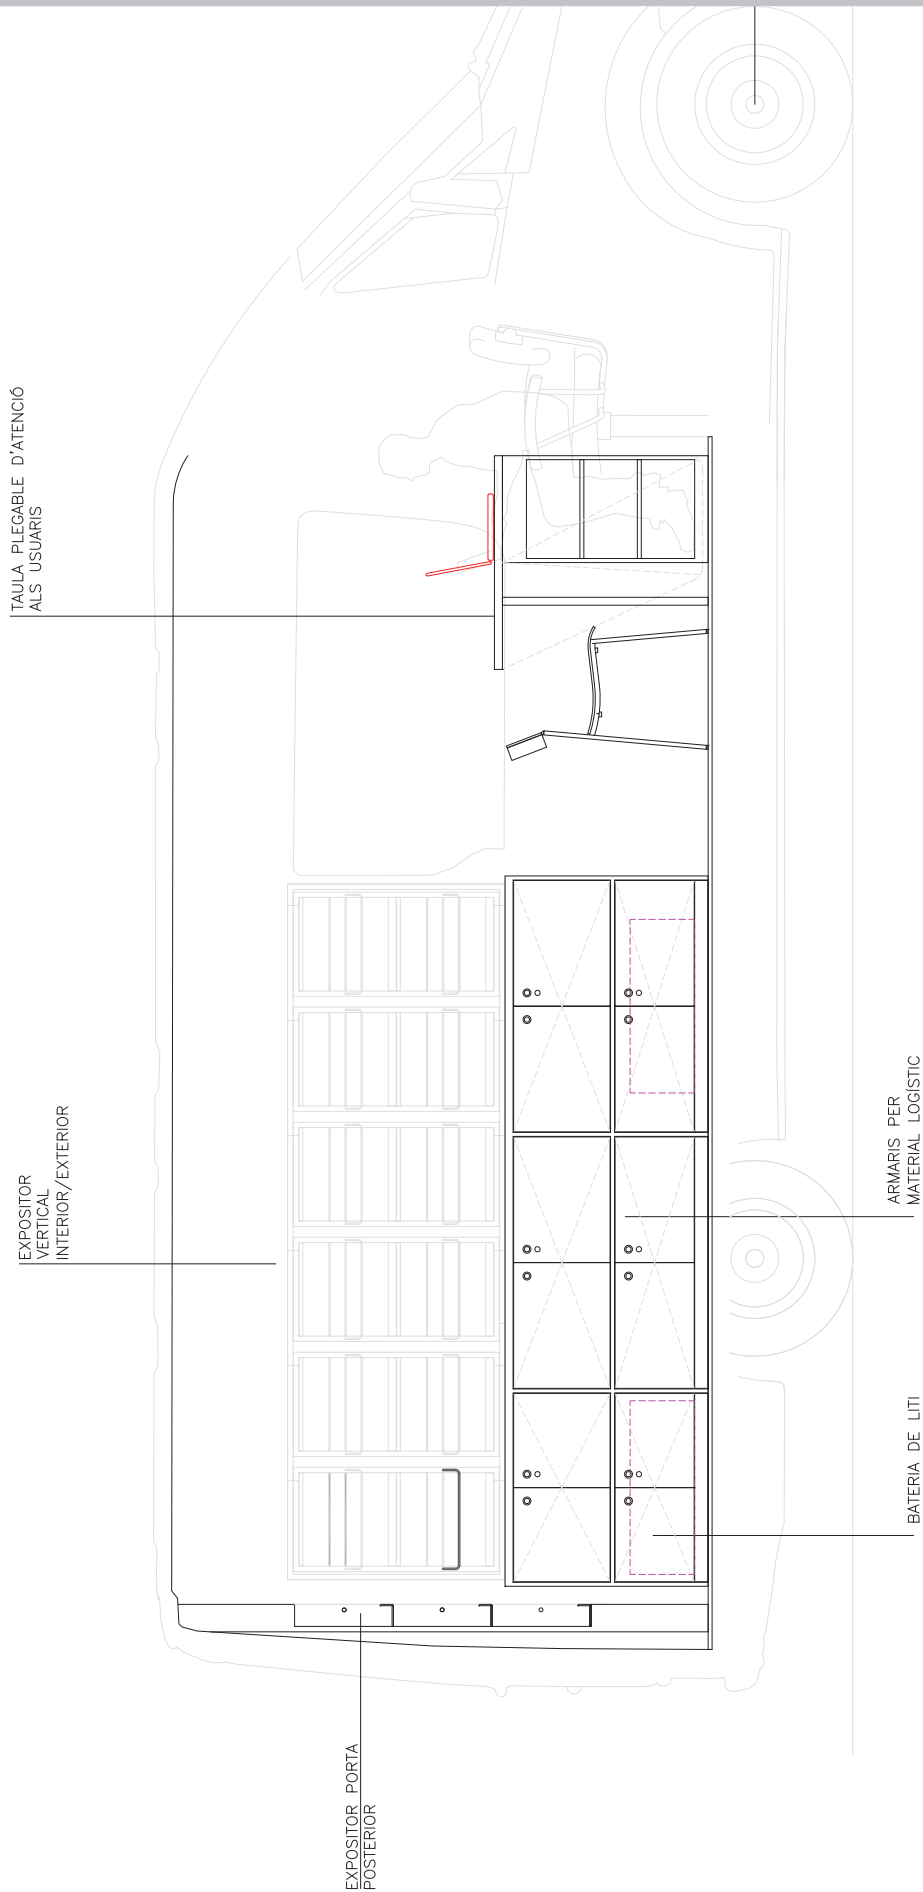 TAULA PLEGABLE D'ATENCIÓ
ALS USUARIS
EXPOSITOR
VERTICAL
INTERIOR/EXTERIOR
EXPOSITOR PORTA
POSTERIOR
ARMARIS PER
MATERIAL LOGÍSTIC
BATERIA DE LITI